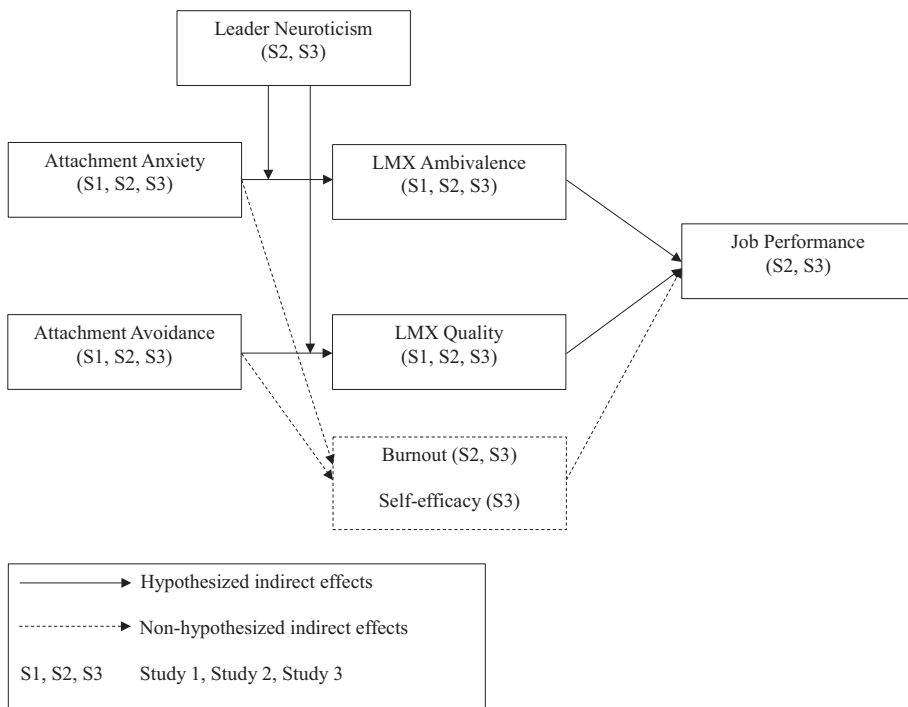 Leader Neuroticism
(S2, S3)
Attachment Anxiety
(S1, S2, S3)
LMX Ambivalence
(S1, S2, S3)
Job Performance
(S2, S3)
Attachment Avoidance
(S1, S2, S3)
LMX Quality
(S1, S2, S3)
Burnout (S2, S3)
Self-efficacy (S3)
Hypothesized indirect effects
Non-hypothesized indirect effects
S1, S2, S3 Study 1, Study 2, Study 3